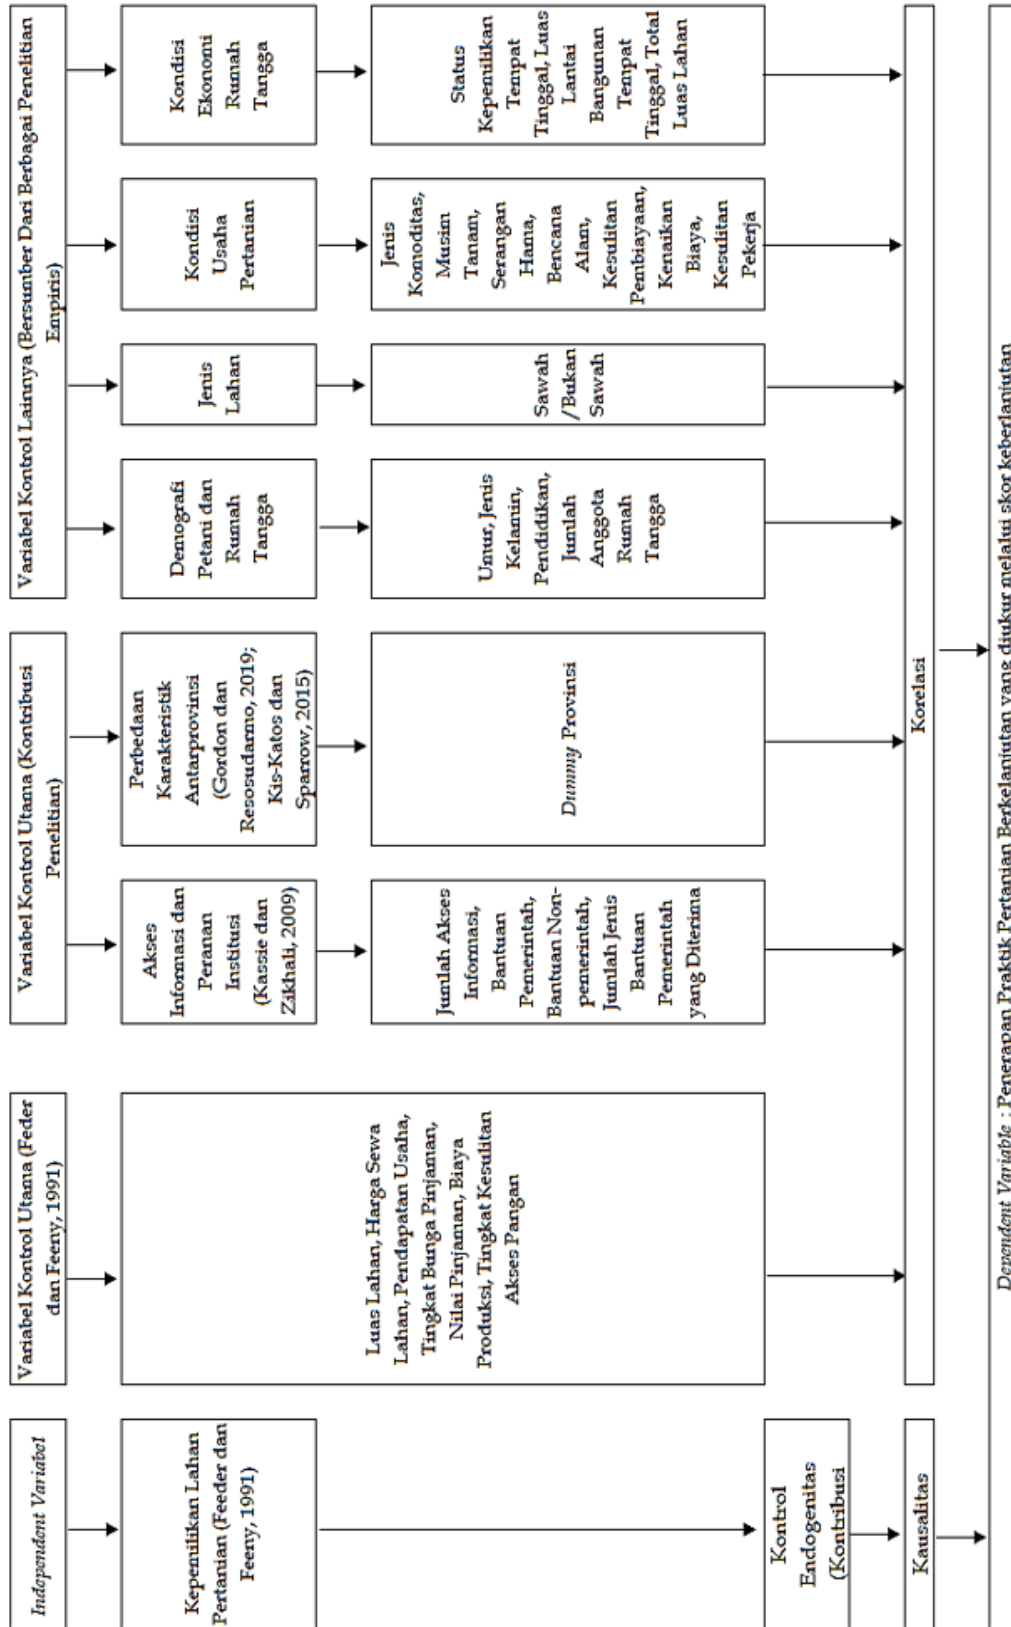 Independent Variabel
Kepemilikan Lahan
Pertanian (Feeder dan
Feeny, 1991)
Kontrol
Endogenitas
(Kontribusi
Kausalitas
Variabel Kontrol Utama (Feder
dan Feeny, 1991)
Luas Lahan, Harga Sewa
Lahan, Pendapatan Usaha,
Tingkat Bunga Pinjaman,
Nilai Pinjaman, Biaya
Produksi, Tingkat Kesulitan
Akses Pangan
Variabel Kontrol Utama (Kontribusi
Penelitian)
Akses
Informasi dan
Peranan
Institusi
(Kassie dan
Zikhali, 2009)
Jumlah Akses
Informasi,
Bantuan
Pemerintah,
Bantuan Non-
pemerintah,
Jumlah Jenis
Bantuan
Pemerintah
yang Diterima
Perbedaan
Karakteristik
Antarprovinsi
(Gordon dan
Resosudarmo, 2019;
Kis-Katos dan
Sparrow, 2015)
Dummy Provinsi
Variabel Kontrol Lainnya (Bersumber Dari Berbagai Penelitian
Empiris)
Demografi
Petani dan
Rumah
Tangga
Umur, Jenis
Kelamin,
Pendidikan,
Jumlah
Anggota
Rumah
Tangga
Jenis
Lahan
Sawah
/Bukan
Sawah
Kondisi
Usaha
Pertanian
Jenis
Komoditas,
Musim
Tanam,
Serangan
Hama,
Bencana
Alam,
Kesulitan
Pembiayaan,
Kenaikan
Biaya,
Kesulitan
Pekerja
Kondisi
Ekonomi
Rumah
Tangga
Status
Kepemilikan
Tempat
Tinggal, Luas
Lantai
Bangunan
Tempat
Tinggal, Total
Luas Lahan
Korelasi
Dependent Variable : Penerapan Praktik Pertanian Berkelanjutan yang diukur melalui skor keberlanjutan